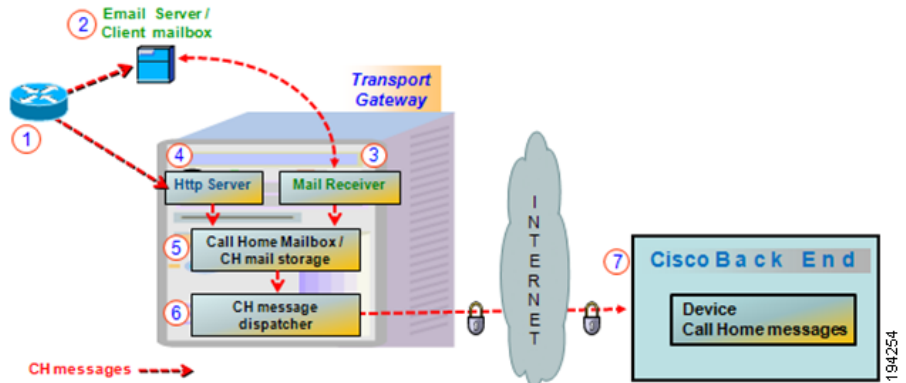 Email Server /
Client mailbox
2
Transport
Gateway
1
4
3
Http Server
Mail Receiver
5
Call Home Mailbox /
CH mail storage
6
CH message
dispatcher
INTERNET
7
Cisco Back End
Device
Call Home messages
CH messages
194254